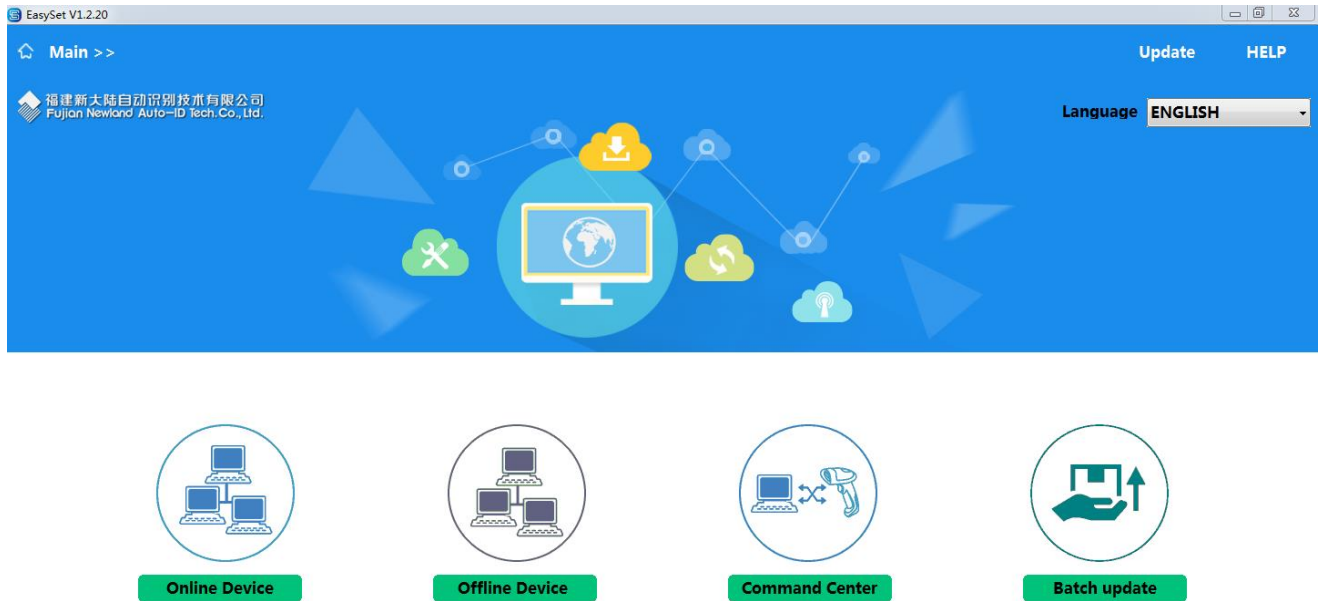 EasySet V1.2.20
Main >>
Update
HELP
福建新大陆自动识别技术有限公司
Fujian Newland Auto-ID Tech.Co.,Ltd.
Language
ENGLISH
Online Device
Offline Device
Command Center
Batch update